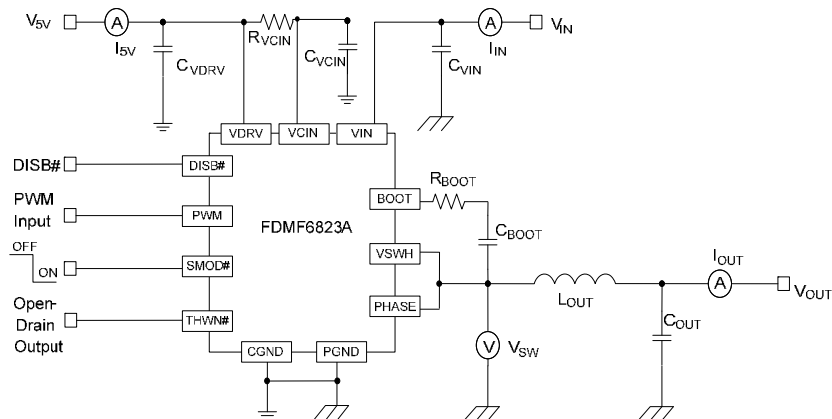 V5V
A
I5V
CVDRV
RVCIN
CVCIN
CVIN
A
IIN
VIN
VDRV
VCIN
VIN
DISB#
DISB#
PWM
Input
PWM
OFF
ON
SMOD#
Open-
Drain
Output
THWN#
FDMF6823A
BOOT
RBOOT
CBOOT
VSWH
PHASE
LOUT
IOUT
A
VOUT
COUT
V
VSW
CGND
PGND